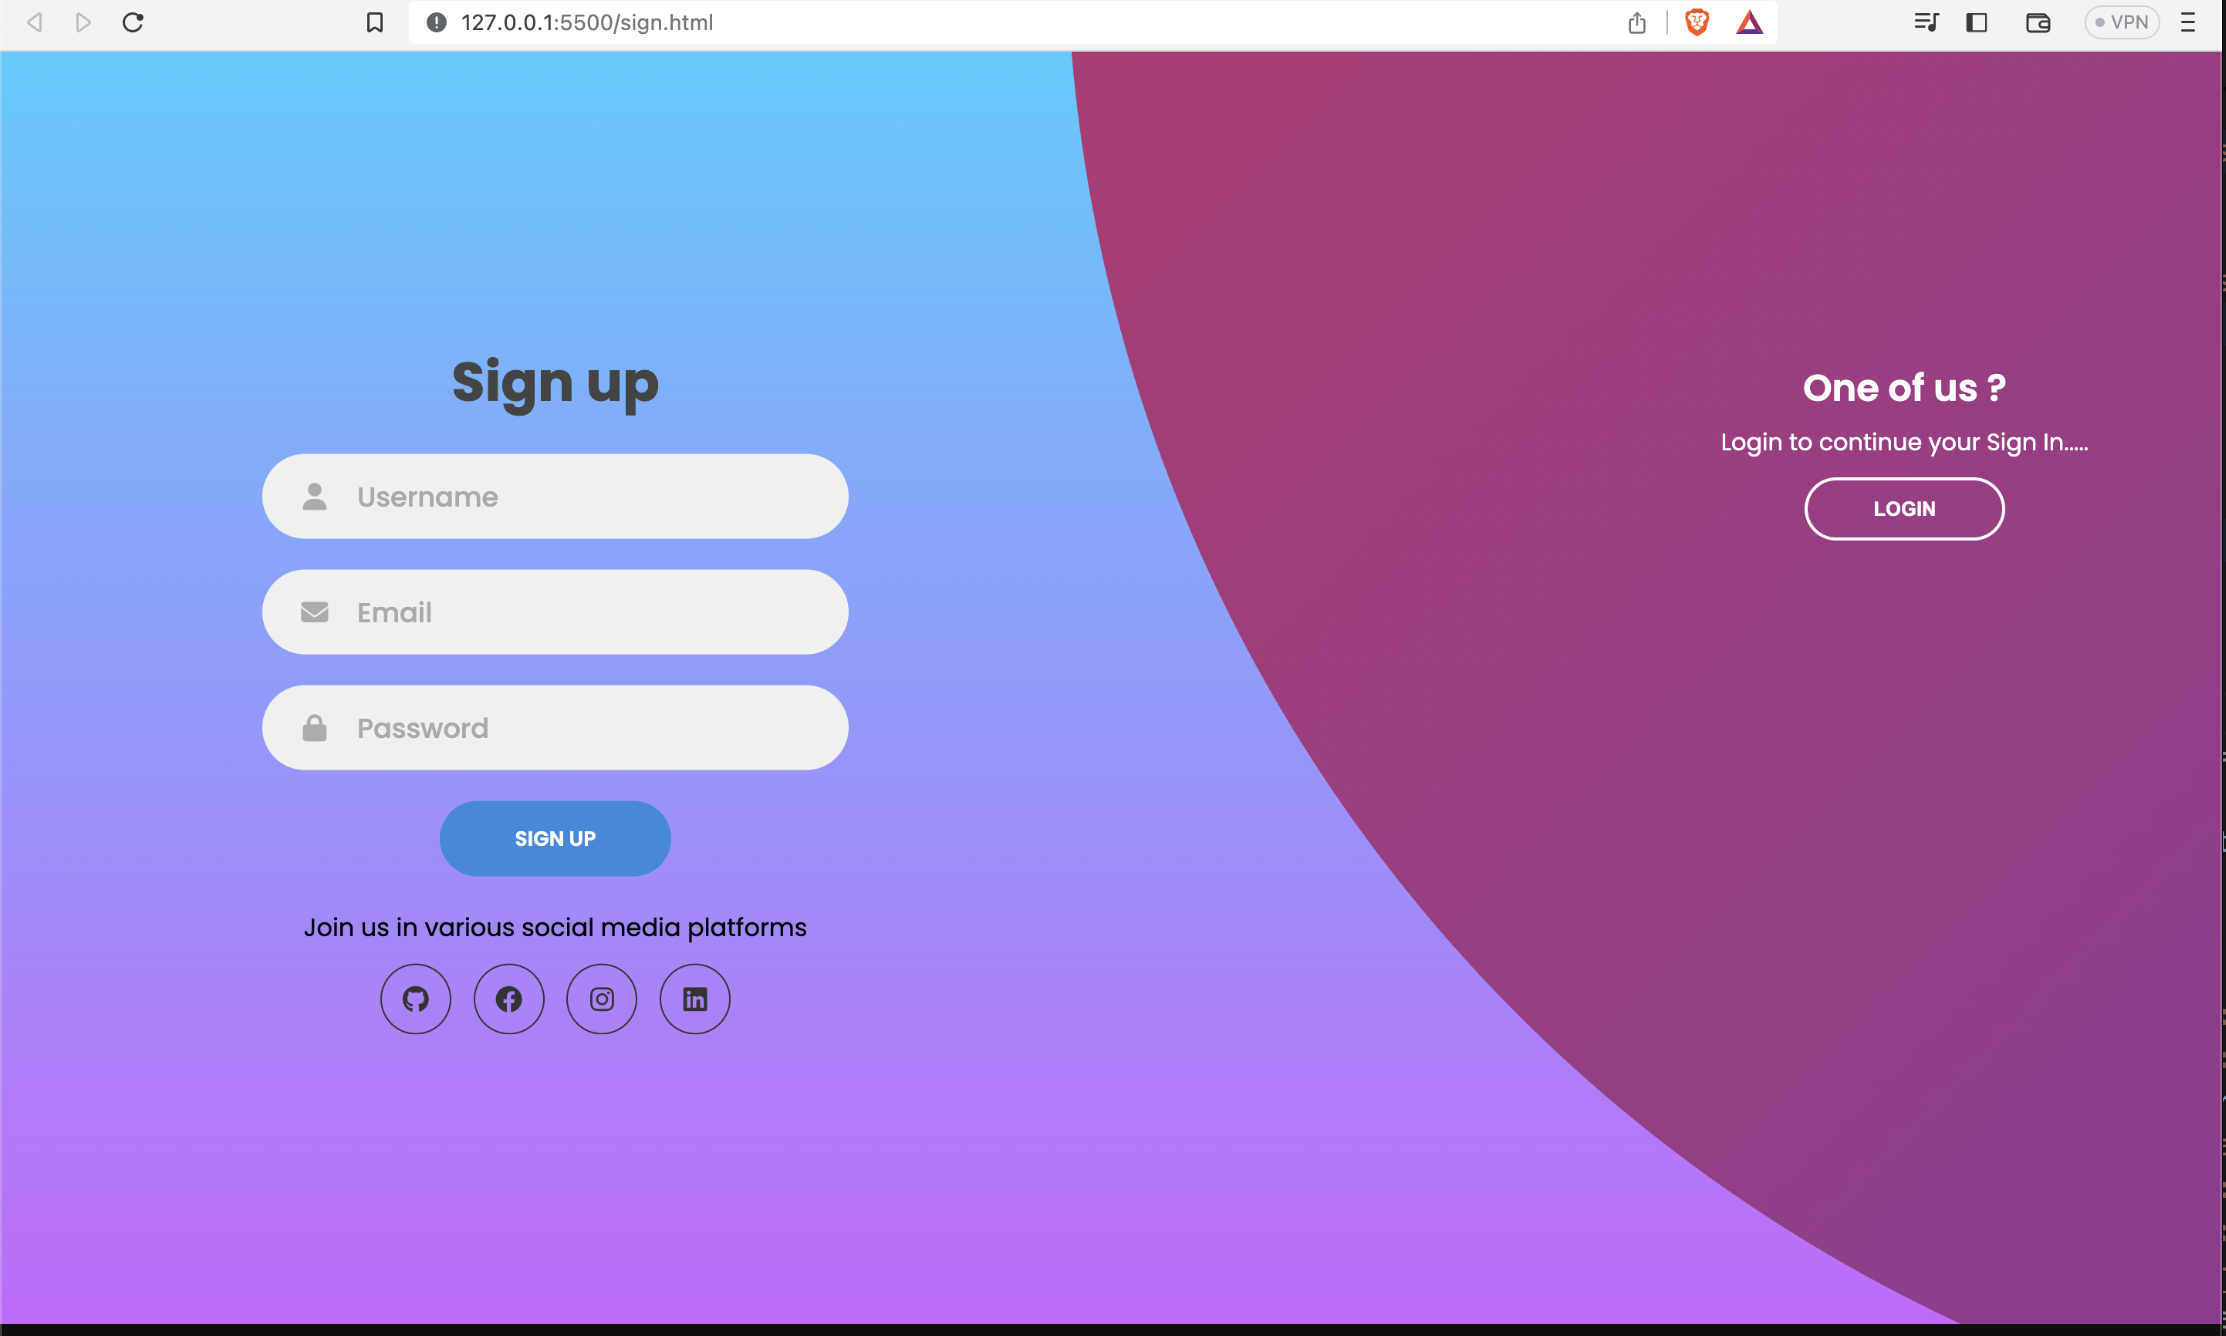 127.0.0.1:5500/sign.html
VPN
Sign up
Username
Email
Password
SIGN UP
Join us in various social media platforms
One of us ?
Login to continue your Sign In.....
LOGIN